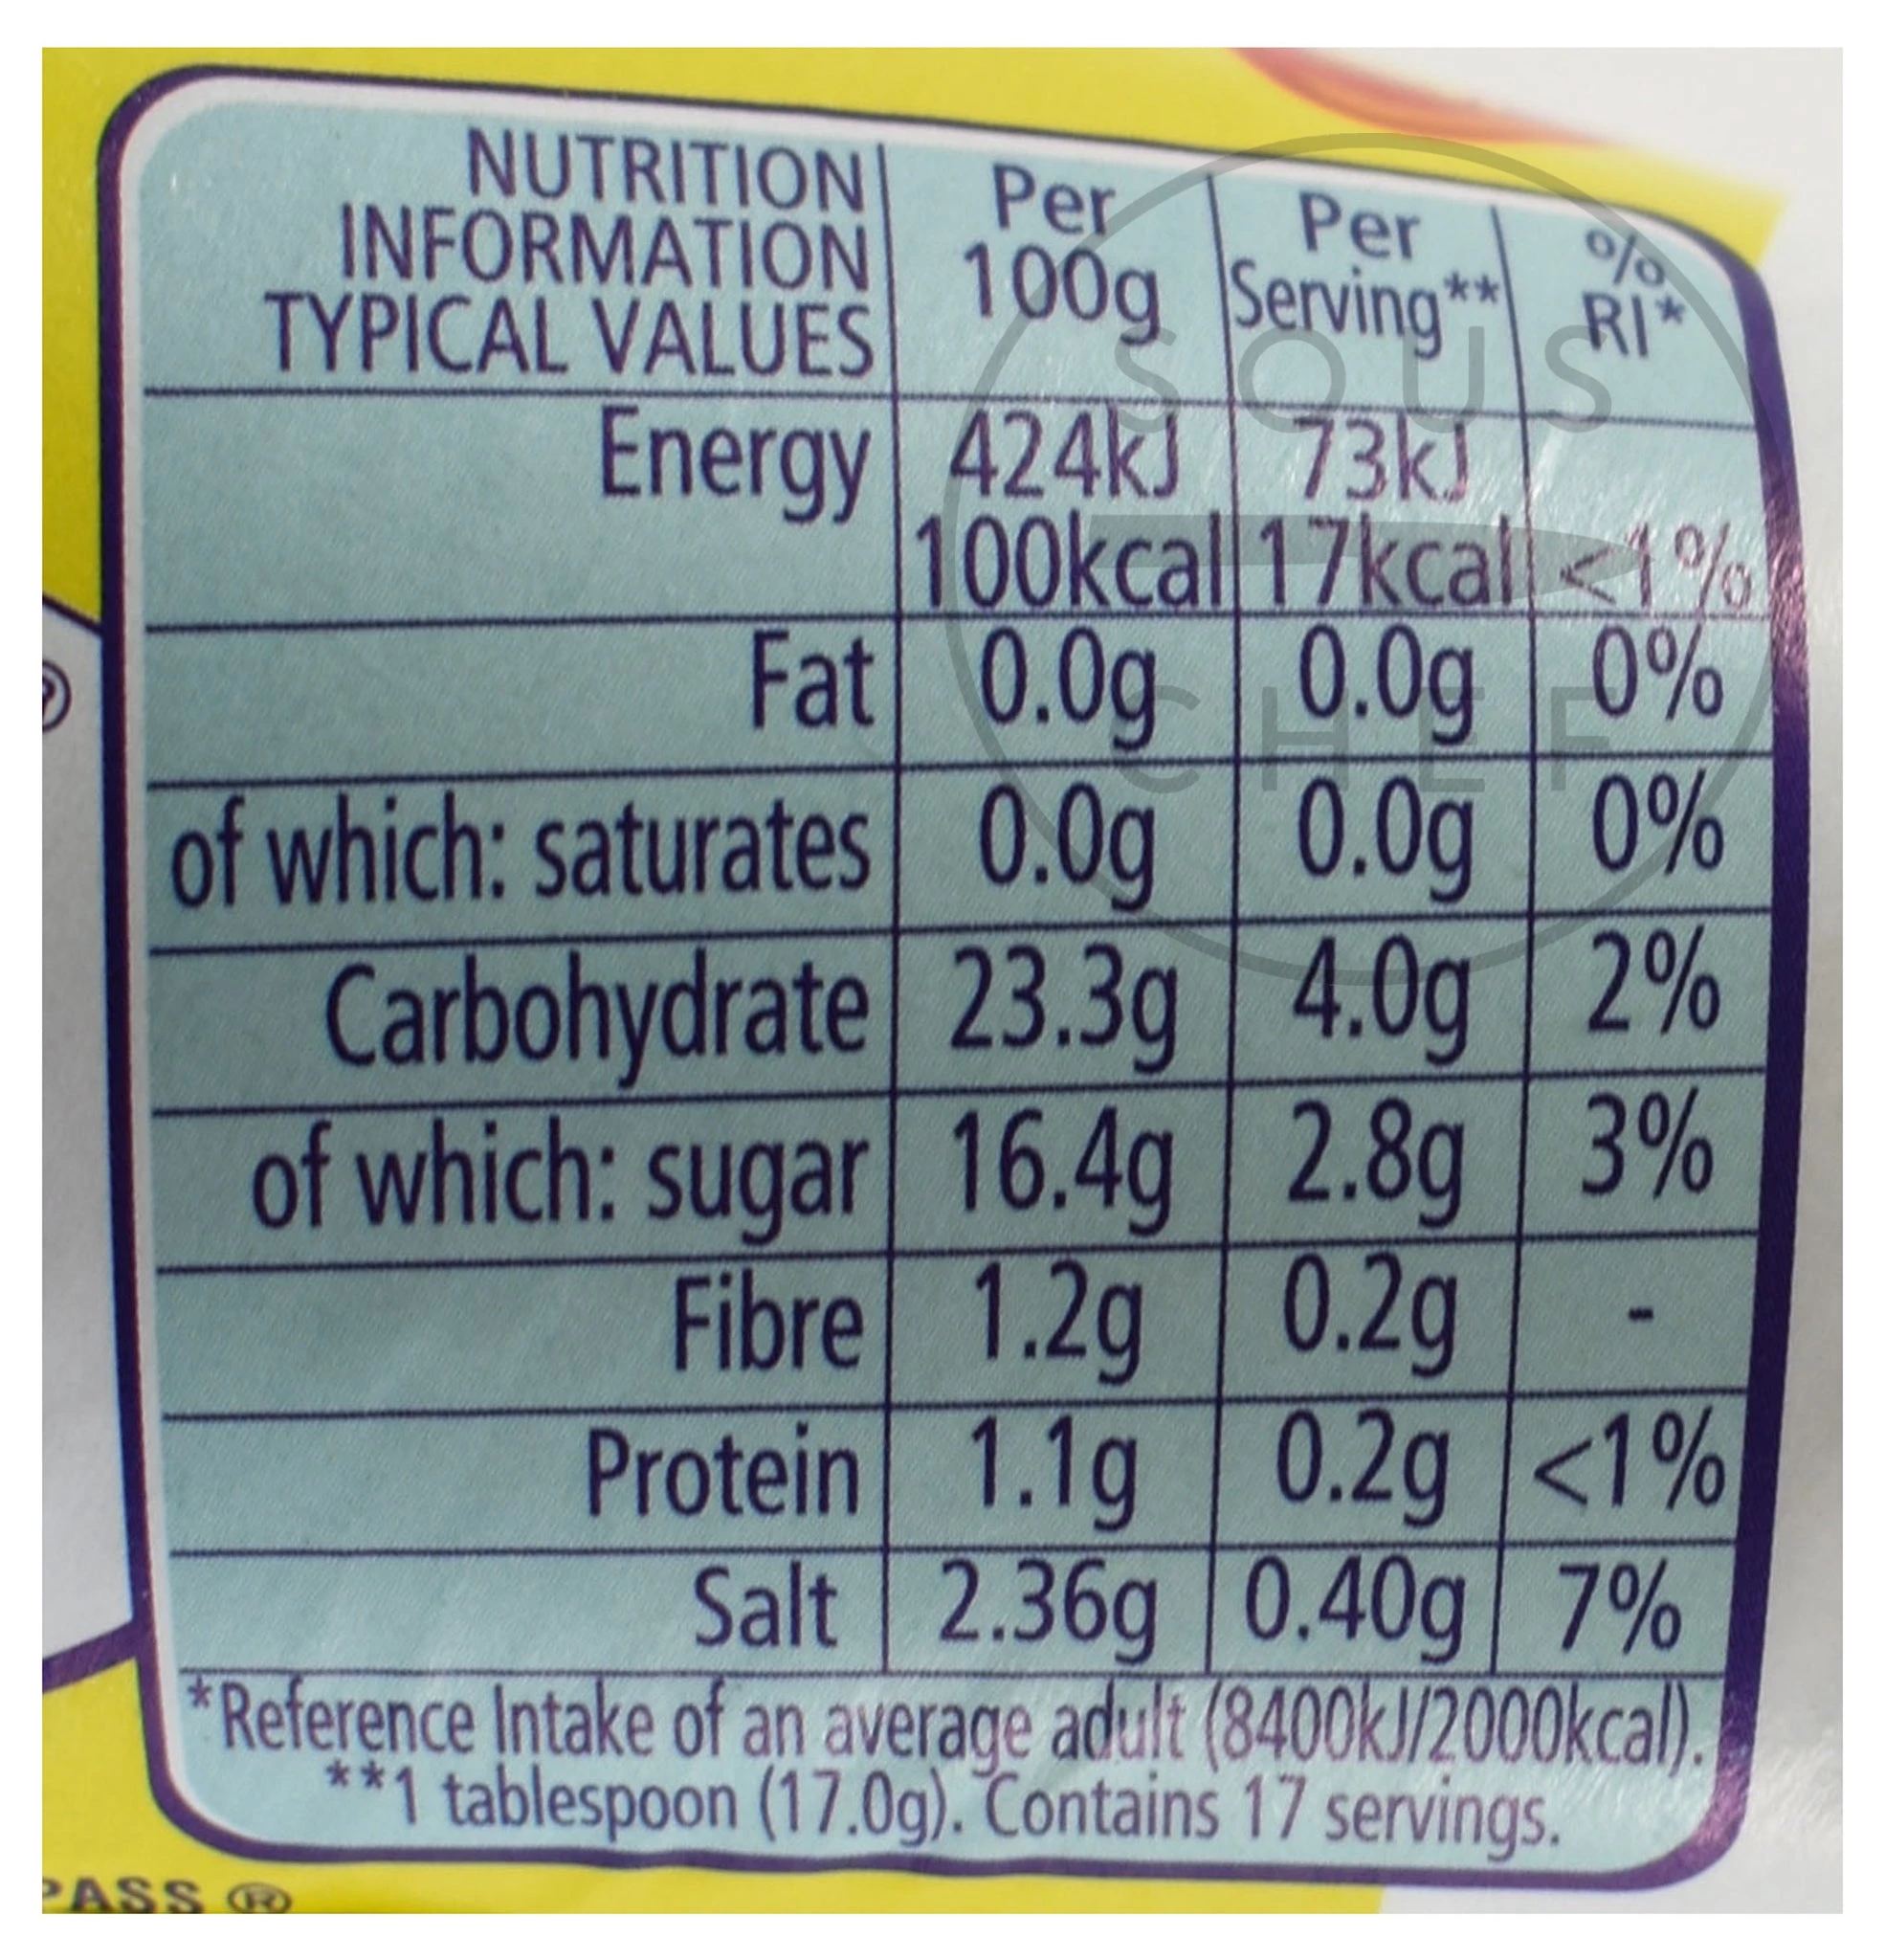 NUTRITION
INFORMATION
TYPICAL VALUES
Per
100g
Per
Serving**
%
RI*
Energy 424kJ 73kJ
100kcal 17kcal <1%
Fat 0.0g 0.0g 0%
of which: saturates 0.0g 0.0g 0%
Carbohydrate 23.3g 4.0g 2%
of which: sugar 16.4g 2.8g 3%
Fibre 1.2g 0.2g -
Protein 1.1g 0.2g <1%
Salt 2.36g 0.40g 7%
*Reference Intake of an average adult (8400kJ/2000kcal).
**1 tablespoon (17.0g). Contains 17 servings.
SOUS
CHEF
®